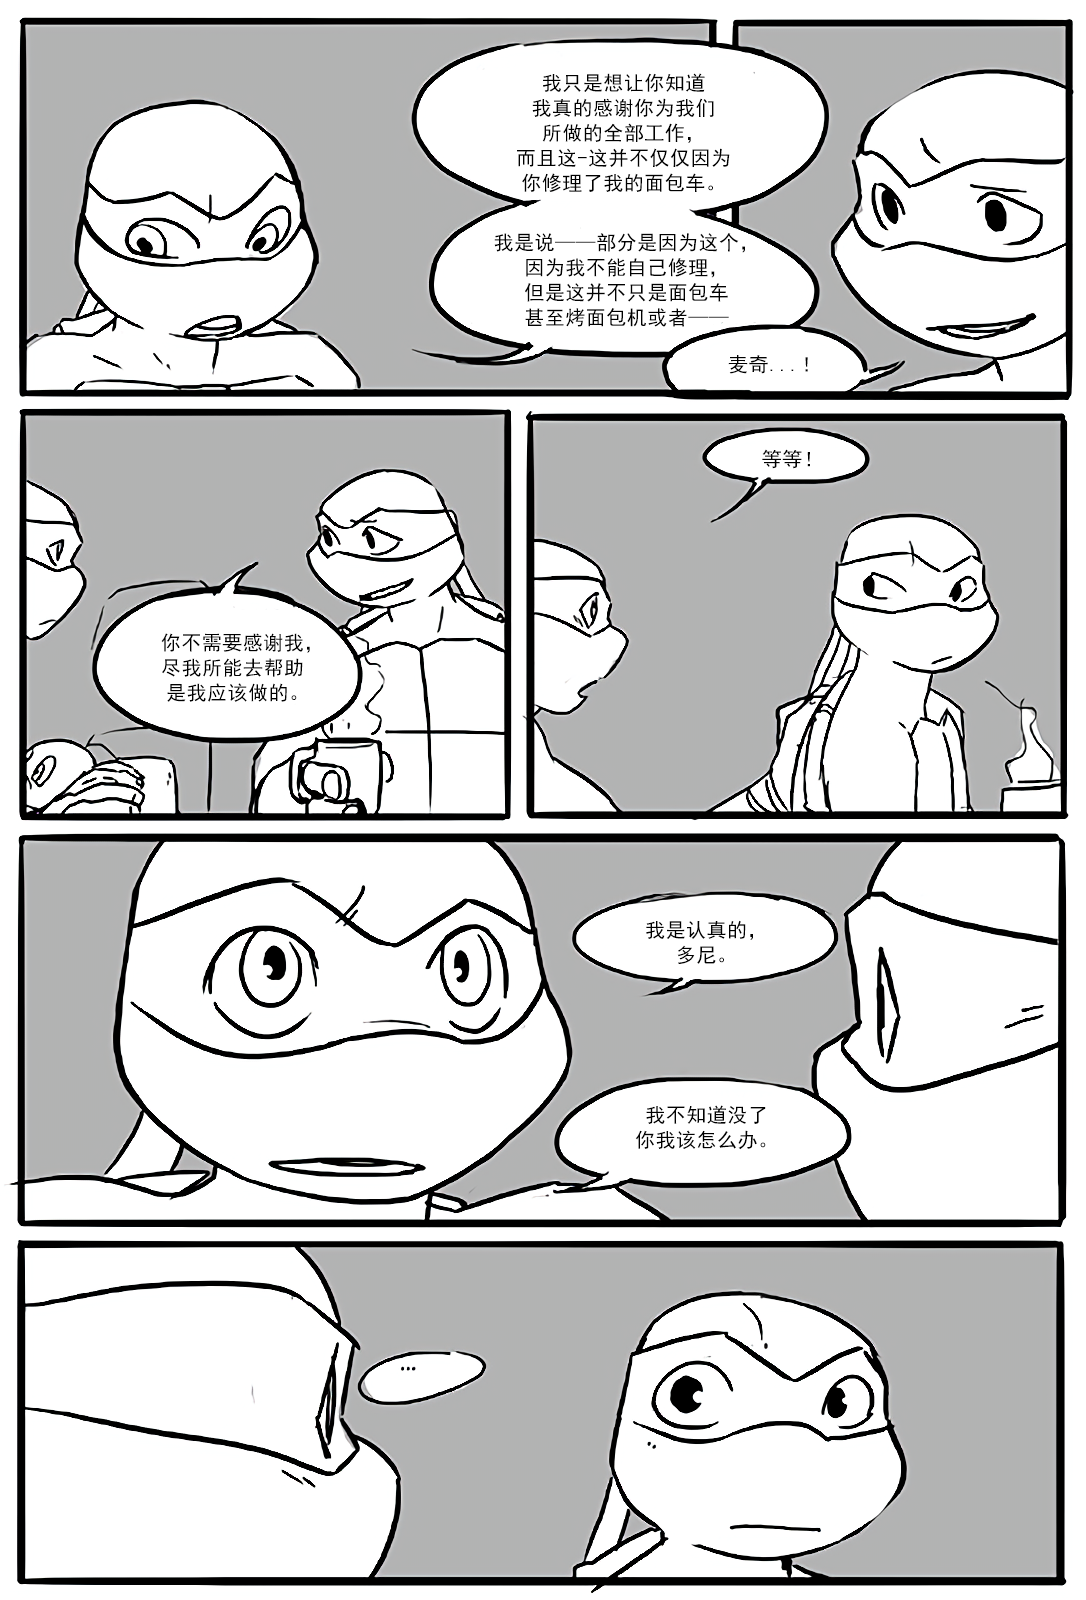 我只是想让你知道
我真的感谢你为我们
所做的全部工作，
而且这-这并不仅仅因为
你修理了我的面包车。
我是说——部分是因为这个，
因为我不能自己修理，
但是这并不只是面包车
甚至烤面包机或者——
麦奇...！
你不需要感谢我，
尽我所能去帮助
是我应该做的。
等等！
我是认真的，
多尼。
我不知道没了
你我该怎么办。
...